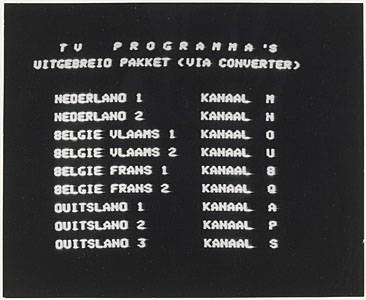 TV PROGRAMMA'S
UITGEBREID PAKKET (VIA CONVERTER)
NEDERLAND 1 KANAAL M
NEDERLAND 2 KANAAL N
BELGIE VLAAMS 1 KANAAL O
BELGIE VLAAMS 2 KANAAL U
BELGIE FRANS 1 KANAAL 8
BELGIE FRANS 2 KANAAL Q
DUITSLAND 1 KANAAL A
DUITSLAND 2 KANAAL P
DUITSLAND 3 KANAAL S